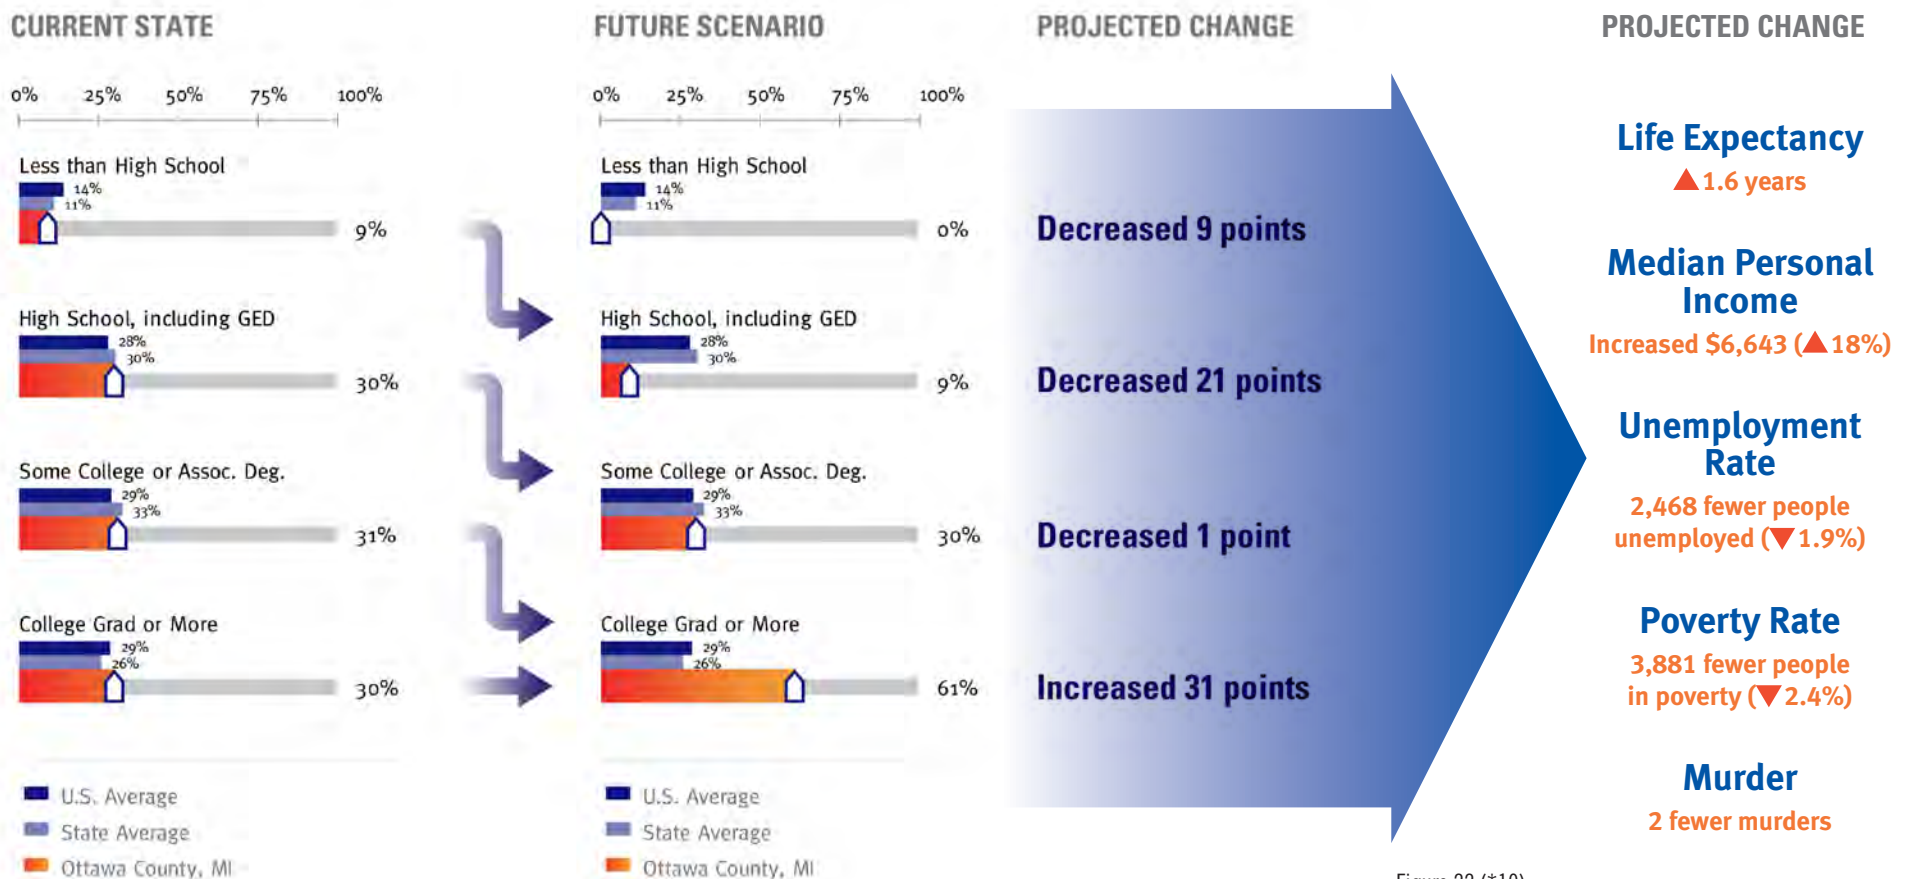 CURRENT STATE
0% 25% 50% 75% 100%
Less than High School
14%
11%
9%
High School, including GED
28%
30%
30%
Some College or Assoc. Deg.
29%
33%
31%
College Grad or More
29%
26%
30%
U.S. Average
State Average
Ottawa County, MI
FUTURE SCENARIO
0% 25% 50% 75% 100%
Less than High School
14%
11%
0%
High School, including GED
28%
30%
9%
Some College or Assoc. Deg.
29%
33%
30%
College Grad or More
29%
26%
61%
U.S. Average
State Average
Ottawa County, MI
PROJECTED CHANGE
Decreased 9 points
Decreased 21 points
Decreased 1 point
Increased 31 points
PROJECTED CHANGE
Life Expectancy
▲1.6 years
Median Personal
Income
Increased $6,643 (▲18%)
Unemployment
Rate
2,468 fewer people
unemployed (▼1.9%)
Poverty Rate
3,881 fewer people
in poverty (▼2.4%)
Murder
2 fewer murders
Figure 22 (*10)